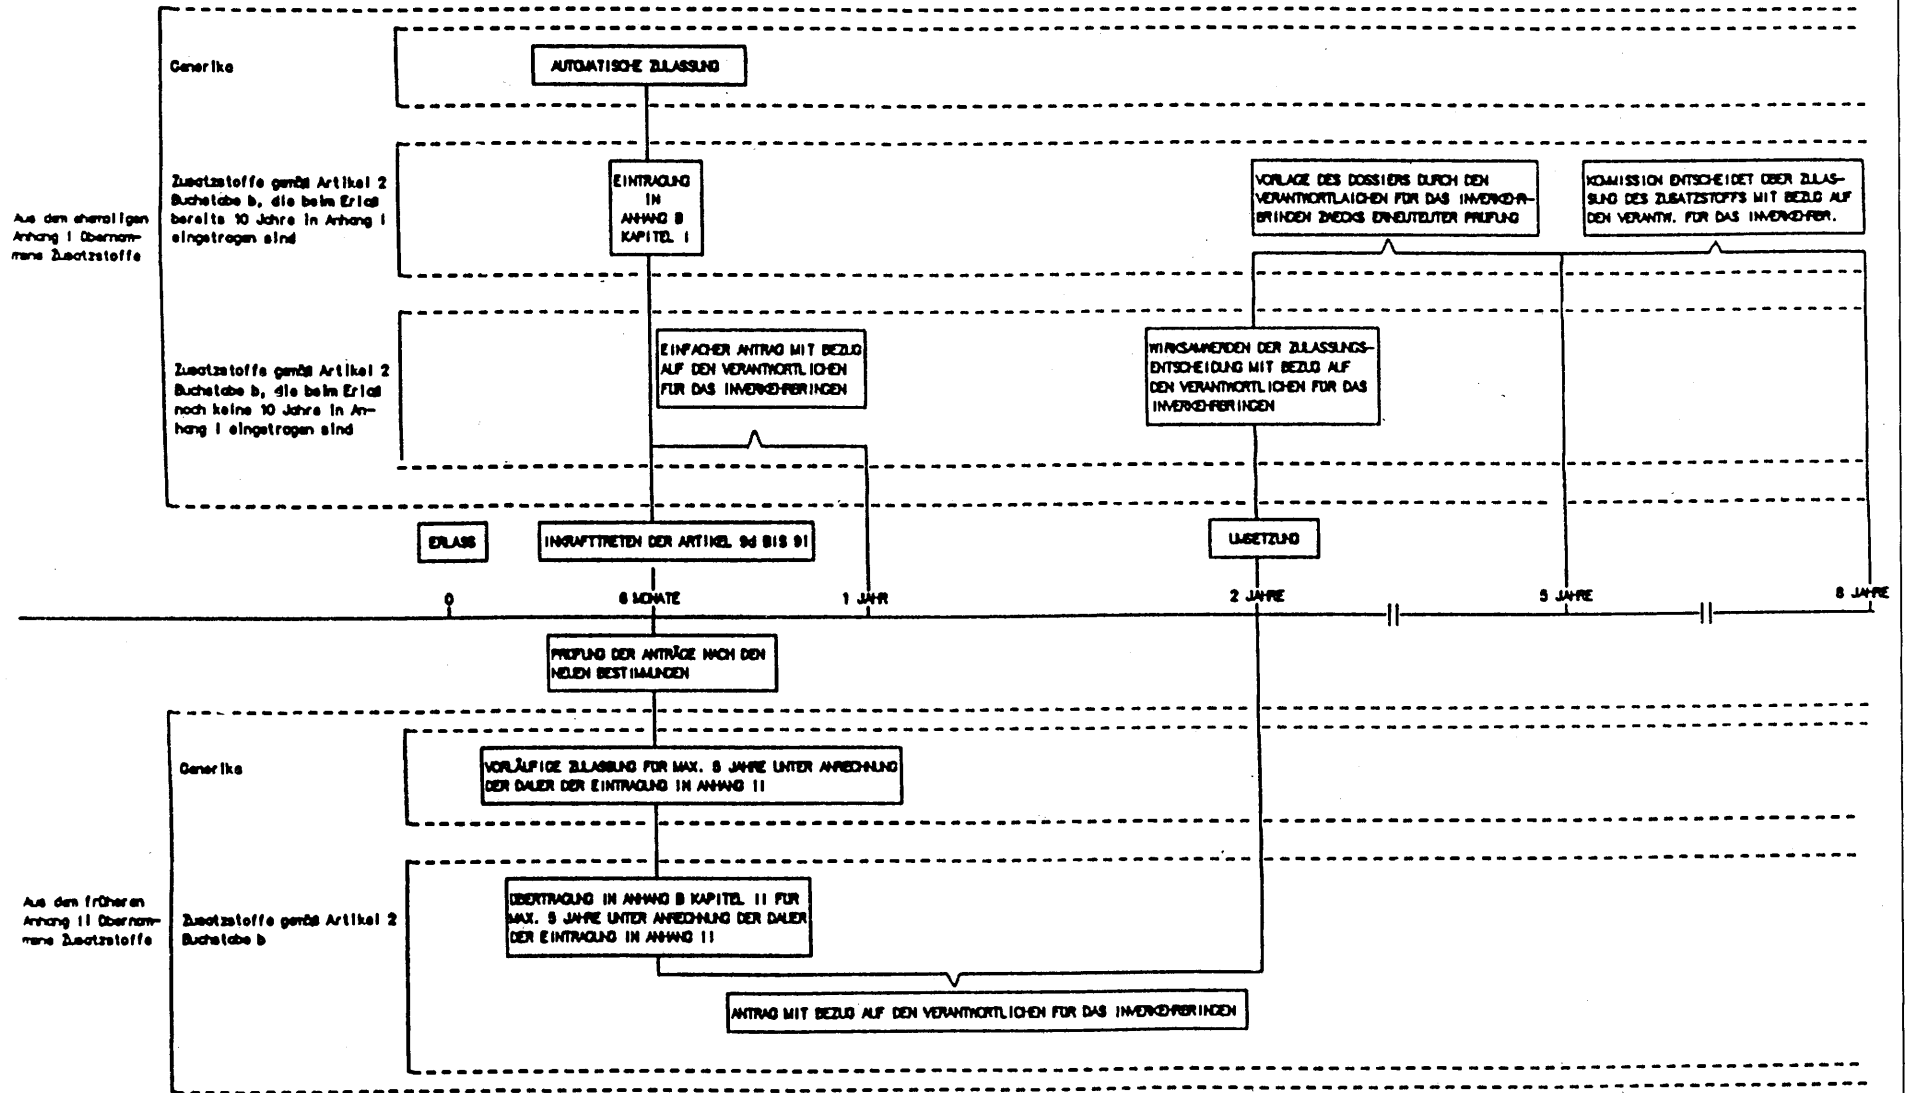 Generika
AUTOMATISCHE ZULASSUNG
Aus dem ehemaligen
Anhang I übernom-
mene Zusatzstoffe
Zusatzstoffe gemäß Artikel 2
Buchstabe b, die beim Erlaß
bereits 10 Jahre in Anhang I
eingetragen sind
EINTRAGUNG
IN
ANHANG B
KAPITEL I
VORLAGE DES DOSSIERS DURCH DEN
VERANTWORTLAICHEN FÜR DAS INVERKEHR-
BRINGEN ZWECKS ERNEUTEUTER PRÜFUNG
KOMMISSION ENTSCHEIDET ÜBER ZULAS-
SUNG DES ZUSATZSTOFFS MIT BEZUG AUF
DEN VERANTW. FÜR DAS INVERKEHRBR.
Zusatzstoffe gemäß Artikel 2
Buchstabe b, die beim Erlaß
noch keine 10 Jahre in An-
hang I eingetragen sind
EINFACHER ANTRAG MIT BEZUG
AUF DEN VERANTWORTLICHEN
FÜR DAS INVERKEHRBRINGEN
WIRKSAMWERDEN DER ZULASSUNGS-
ENTSCHEIDUNG MIT BEZUG AUF
DEN VERANTWORTLICHEN FÜR DAS
INVERKEHRBRINGEN
ERLASS
INKRAFTTRETEN DER ARTIKEL 9d BIS 9i
UMSETZUNG
0
6 MONATE
1 JAHR
2 JAHRE
5 JAHRE
8 JAHRE
PRÜFUNG DER ANTRÄGE NACH DEN
NEUEN BESTIMMUNGEN
Generika
VORLÄUFIGE ZULASSUNG FÜR MAX. 5 JAHRE UNTER ANRECHNUNG
DER DAUER DER EINTRAGUNG IN ANHANG II
Aus dem früheren
Anhang II übernom-
mene Zusatzstoffe
Zusatzstoffe gemäß Artikel 2
Buchstabe b
ÜBERTRAGUNG IN ANHANG B KAPITEL II FÜR
MAX. 5 JAHRE UNTER ANRECHNUNG DER DAUER
DER EINTRAGUNG IN ANHANG II
ANTRAG MIT BEZUG AUF DEN VERANTWORTLICHEN FÜR DAS INVERKEHRBRINGEN